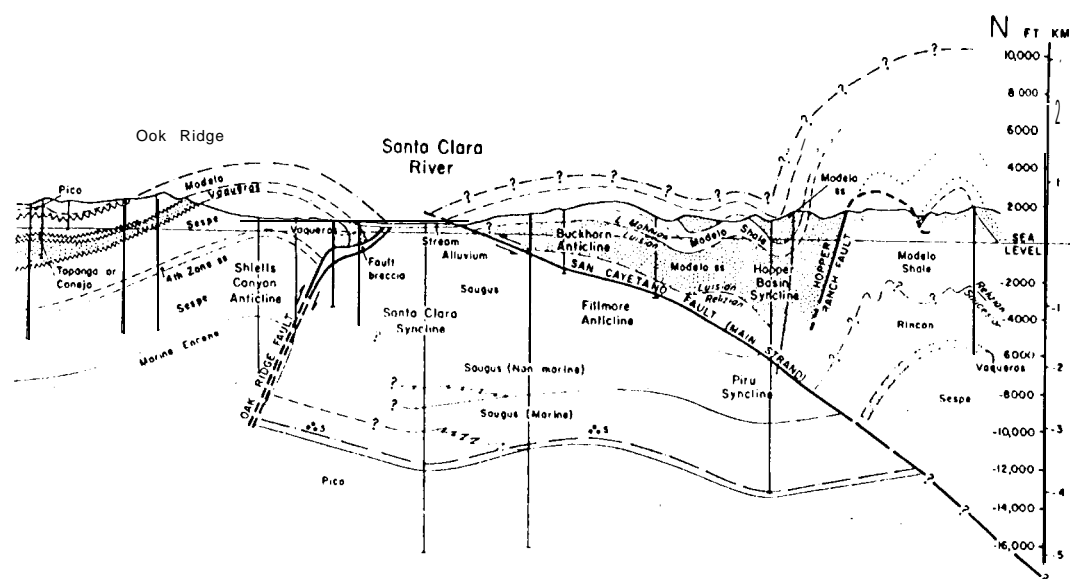 N FT KM
10,000
8,000
2
6000
4000
1
2000
SEA LEVEL
-2000
-1
-4000
-6000
-2
-8000
-10,000
-3
-12,000
-4
-14,000
-16,000
-5
Ook Ridge
Santa Clara
River
Pico
Modelo
Vaqueros
Sespe
Topanga or
Conejo
4th Zone ss
Sespe
Marine Eocene
Shiells
Canyon
Anticline
Vaqueros
Fault
breccia
OAK RIDGE FAULT
Stream
Alluvium
Saugus
Santa Clara
Syncline
Saugus (Non marine)
Saugus (Marine)
S
S
Pico
Buckhorn
Anticline
Mohnian
Luisian
Modelo Shale
Modelo ss
Luisian
Relizian
SAN CAYETANO FAULT (MAIN STRAND)
Fillmore
Anticline
Piru
Syncline
Hopper
Basin
Syncline
Modelo
ss
HOPPER
RANCH FAULT
Modelo
Shale
Relizian
Rincon
Vaqueros
Sespe